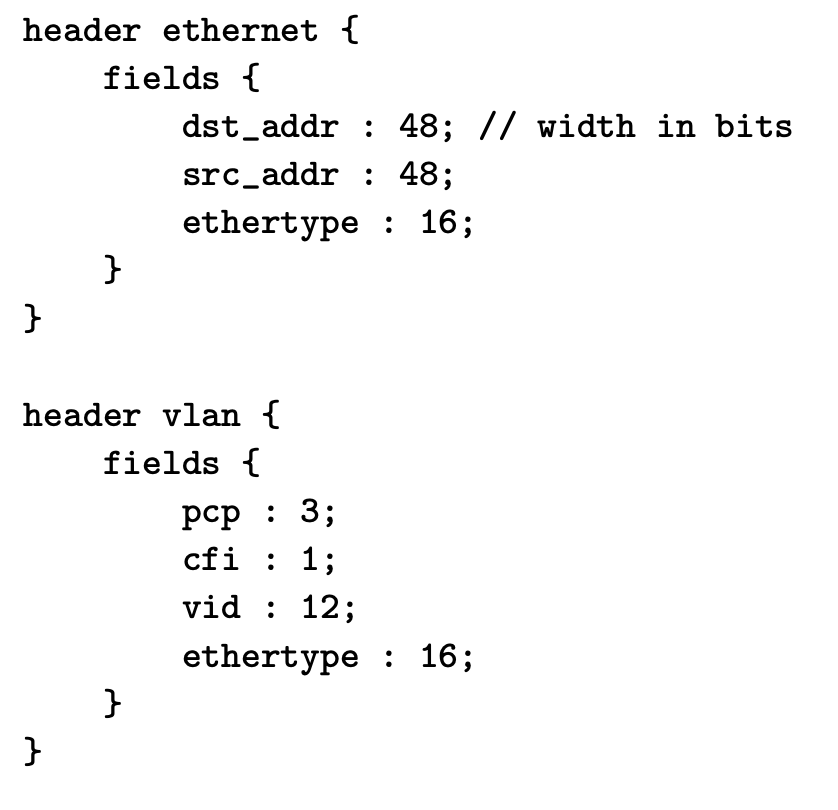 header ethernet {
    fields {
        dst_addr : 48; // width in bits
        src_addr : 48;
        ethertype : 16;
    }
}

header vlan {
    fields {
        pcp : 3;
        cfi : 1;
        vid : 12;
        ethertype : 16;
    }
}